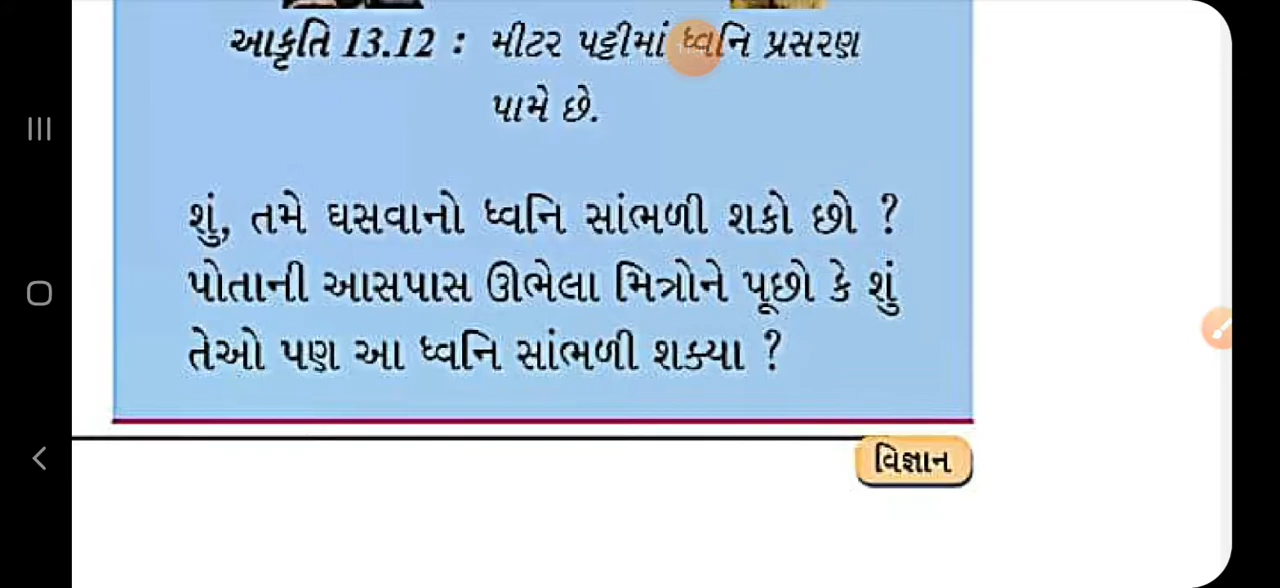 આકૃતિ 13.12 : મીટર પટ્ટીમાં ધ્વનિ પ્રસરણ
પામે છે.
શું, તમે ઘસવાનો ધ્વનિ સાંભળી શકો છો ?
પોતાની આસપાસ ઊભેલા મિત્રોને પૂછો કે શું
તેઓ પણ આ ધ્વનિ સાંભળી શક્યા ?
વિજ્ઞાન